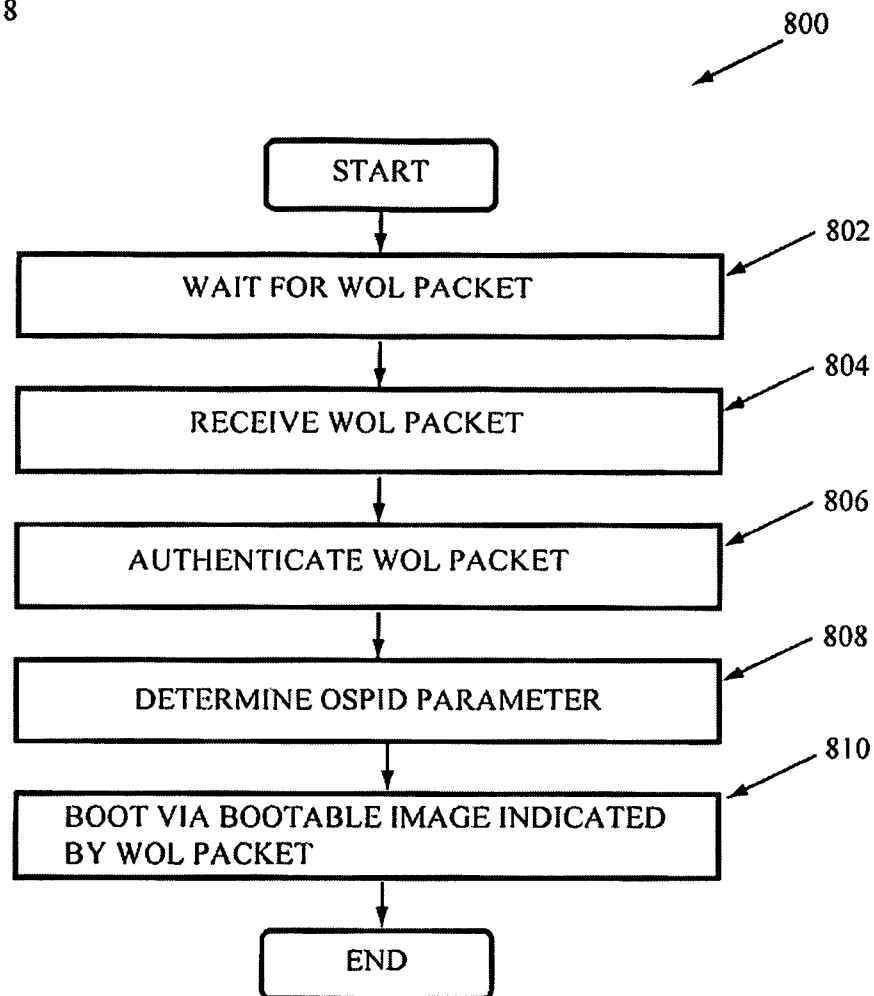 8
800
START
802
WAIT FOR WOL PACKET
804
RECEIVE WOL PACKET
806
AUTHENTICATE WOL PACKET
808
DETERMINE OSPID PARAMETER
810
BOOT VIA BOOTABLE IMAGE INDICATED
BY WOL PACKET
END